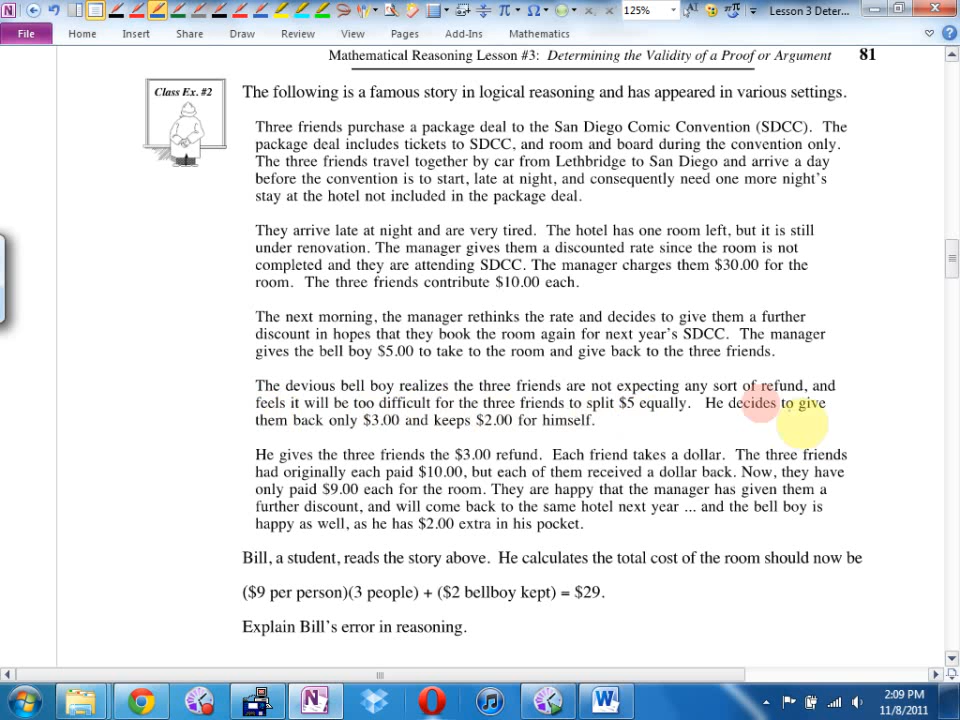 125%
Lesson 3 Deter...
File Home Insert Share Draw Review View Pages Add-Ins Mathematics
Mathematical Reasoning Lesson #3: Determining the Validity of a Proof or Argument 81
Class Ex. #2
The following is a famous story in logical reasoning and has appeared in various settings.
Three friends purchase a package deal to the San Diego Comic Convention (SDCC). The
package deal includes tickets to SDCC, and room and board during the convention only.
The three friends travel together by car from Lethbridge to San Diego and arrive a day
before the convention is to start, late at night, and consequently need one more night's
stay at the hotel not included in the package deal.
They arrive late at night and are very tired. The hotel has one room left, but it is still
under renovation. The manager gives them a discounted rate since the room is not
completed and they are attending SDCC. The manager charges them $30.00 for the
room. The three friends contribute $10.00 each.
The next morning, the manager rethinks the rate and decides to give them a further
discount in hopes that they book the room again for next year's SDCC. The manager
gives the bell boy $5.00 to take to the room and give back to the three friends.
The devious bell boy realizes the three friends are not expecting any sort of refund, and
feels it will be too difficult for the three friends to split $5 equally. He decides to give
them back only $3.00 and keeps $2.00 for himself.
He gives the three friends the $3.00 refund. Each friend takes a dollar. The three friends
had originally each paid $10.00, but each of them received a dollar back. Now, they have
only paid $9.00 each for the room. They are happy that the manager has given them a
further discount, and will come back to the same hotel next year ... and the bell boy is
happy as well, as he has $2.00 extra in his pocket.
Bill, a student, reads the story above. He calculates the total cost of the room should now be
($9 per person)(3 people) + ($2 bellboy kept) = $29.
Explain Bill's error in reasoning.
2:09 PM
11/8/2011